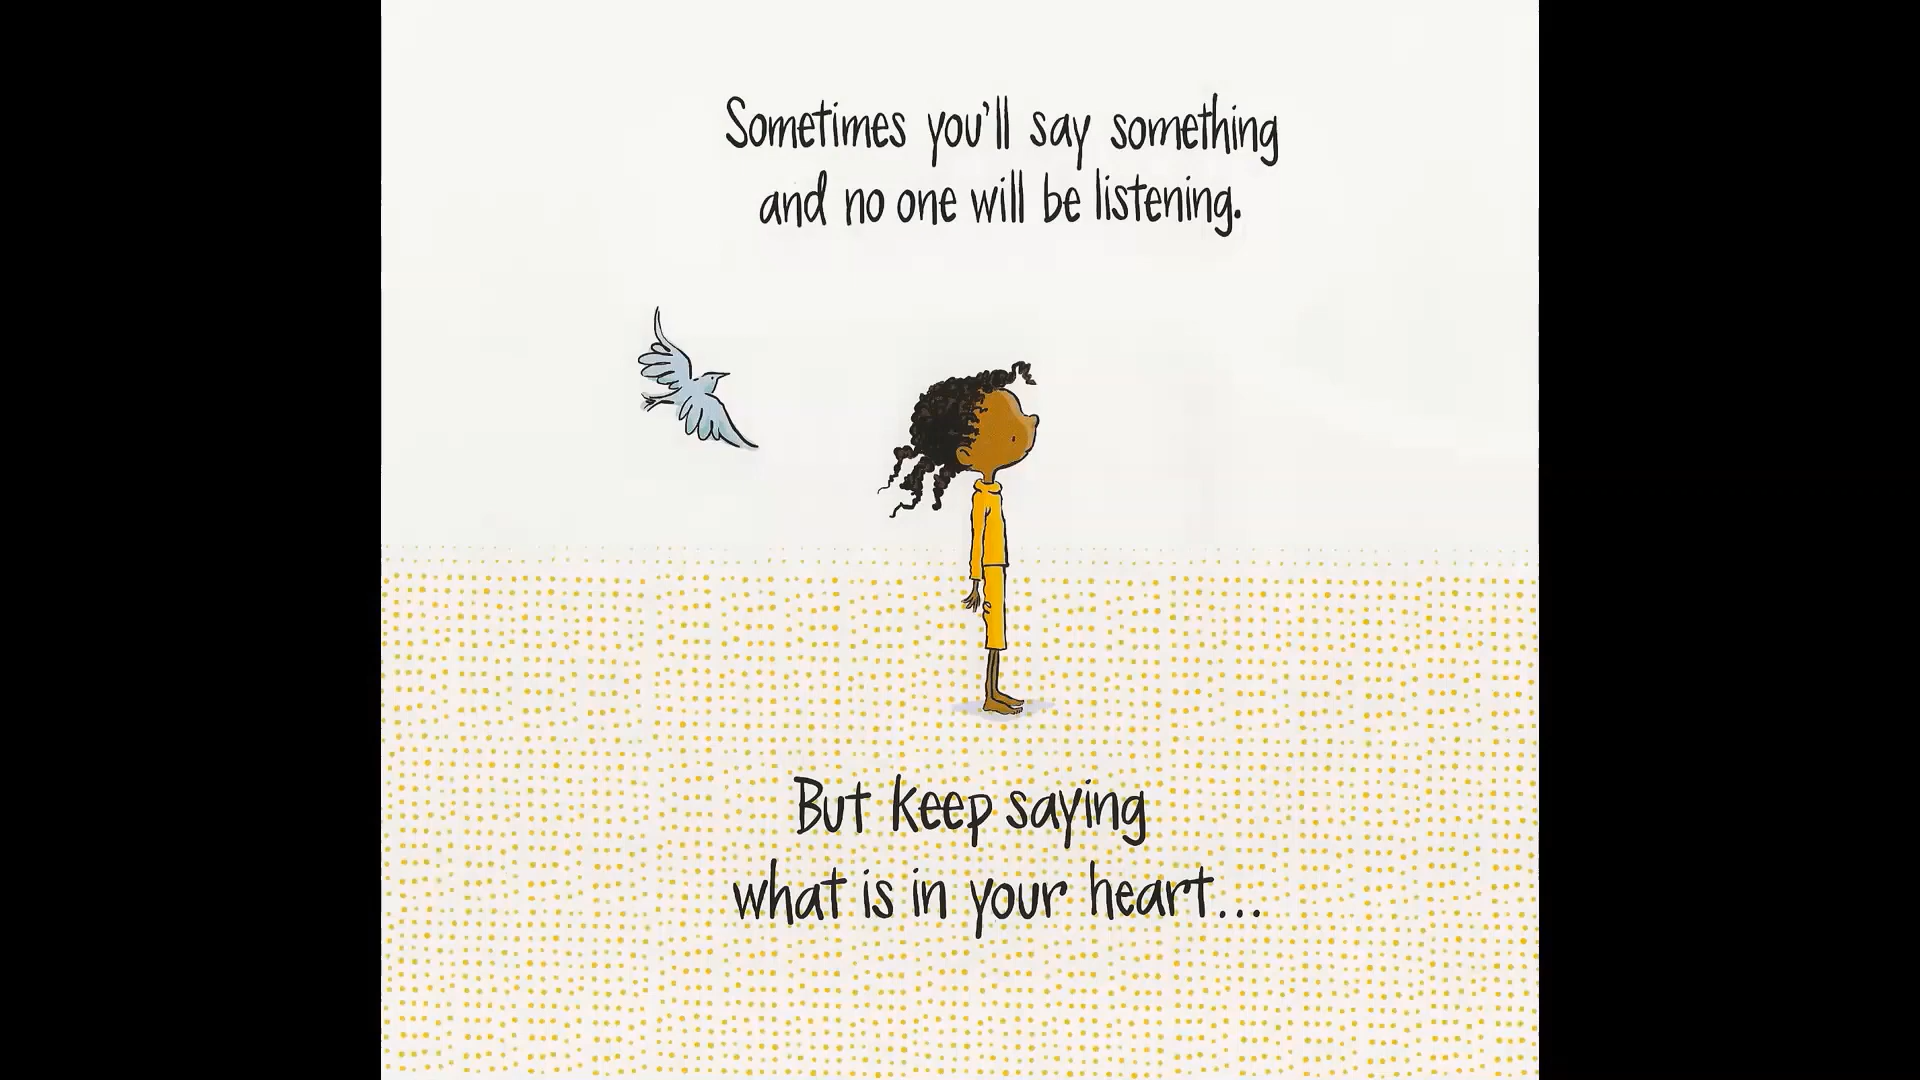 Sometimes you'll say something
and no one will be listening.
But keep saying
what is in your heart...